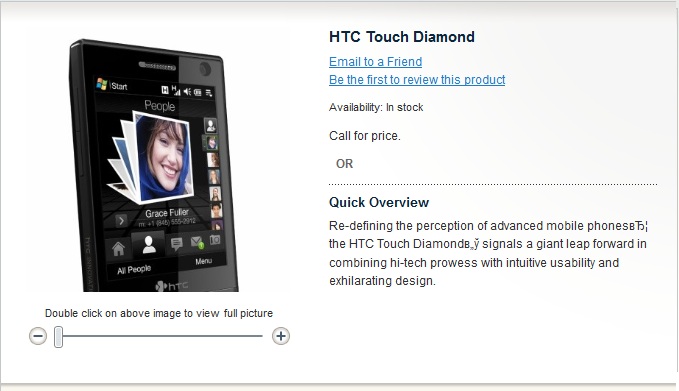 HTC Touch Diamond
Email to a Friend
Be the first to review this product
Availability: In stock
Call for price.
OR
Quick Overview
Re-defining the perception of advanced mobile phonesвЂ¦
the HTC Touch Diamondв„ў signals a giant leap forward in
combining hi-tech prowess with intuitive usability and
exhilarating design.
Start
People
Grace Fuller
m: +1 (845) 555-2912
All People
Menu
hTC
Double click on above image to view full picture